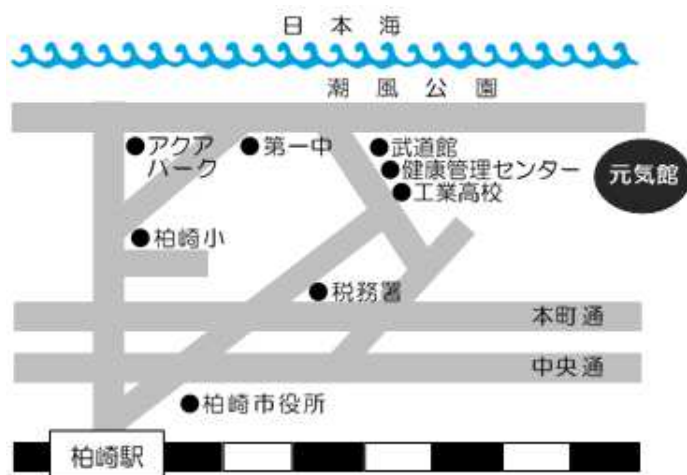 日本海
潮風公園
●アクア
パーク
●第一中
●武道館
●健康管理センター
●工業高校
元気館
●柏崎小
●税務署
本町通
中央通
●柏崎市役所
柏崎駅